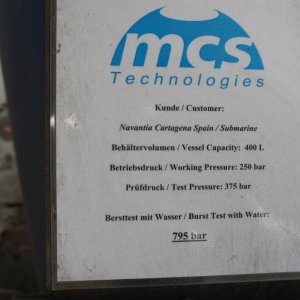 mcs
Technologies
Kunde / Customer:
Navantia Cartagena Spain / Submarine
Behältervolumen / Vessel Capacity: 400 L
Betriebsdruck / Working Pressure: 250 bar
Prüfdruck / Test Pressure: 375 bar
Bersttest mit Wasser / Burst Test with Water:
795 bar